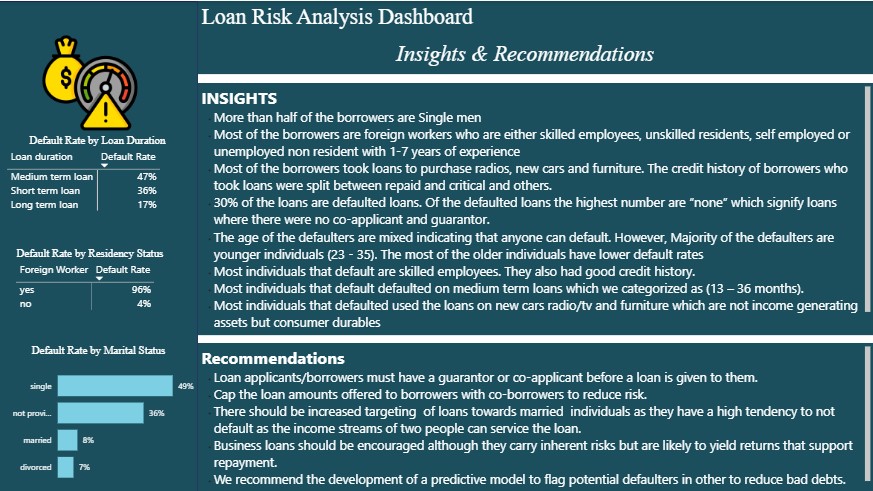 Loan Risk Analysis Dashboard
Insights & Recommendations
$
Default Rate by Loan Duration
Loan duration Default Rate
Medium term loan 47%
Short term loan 36%
Long term loan 17%
Default Rate by Residency Status
Foreign Worker Default Rate
yes 96%
no 4%
Default Rate by Marital Status
single 49%
not provi... 36%
married 8%
divorced 7%
INSIGHTS
More than half of the borrowers are Single men
Most of the borrowers are foreign workers who are either skilled employees, unskilled residents, self employed or
unemployed non resident with 1-7 years of experience
Most of the borrowers took loans to purchase radios, new cars and furniture. The credit history of borrowers who
took loans were split between repaid and critical and others.
30% of the loans are defaulted loans. Of the defaulted loans the highest number are “none” which signify loans
where there were no co-applicant and guarantor.
The age of the defaulters are mixed indicating that anyone can default. However, Majority of the defaulters are
younger individuals (23 - 35). The most of the older individuals have lower default rates
Most individuals that default are skilled employees. They also had good credit history.
Most individuals that default defaulted on medium term loans which we categorized as (13 – 36 months).
Most individuals that defaulted used the loans on new cars radio/tv and furniture which are not income generating
assets but consumer durables
Recommendations
Loan applicants/borrowers must have a guarantor or co-applicant before a loan is given to them.
Cap the loan amounts offered to borrowers with co-borrowers to reduce risk.
There should be increased targeting of loans towards married individuals as they have a high tendency to not
default as the income streams of two people can service the loan.
Business loans should be encouraged although they carry inherent risks but are likely to yield returns that support
repayment.
We recommend the development of a predictive model to flag potential defaulters in other to reduce bad debts.